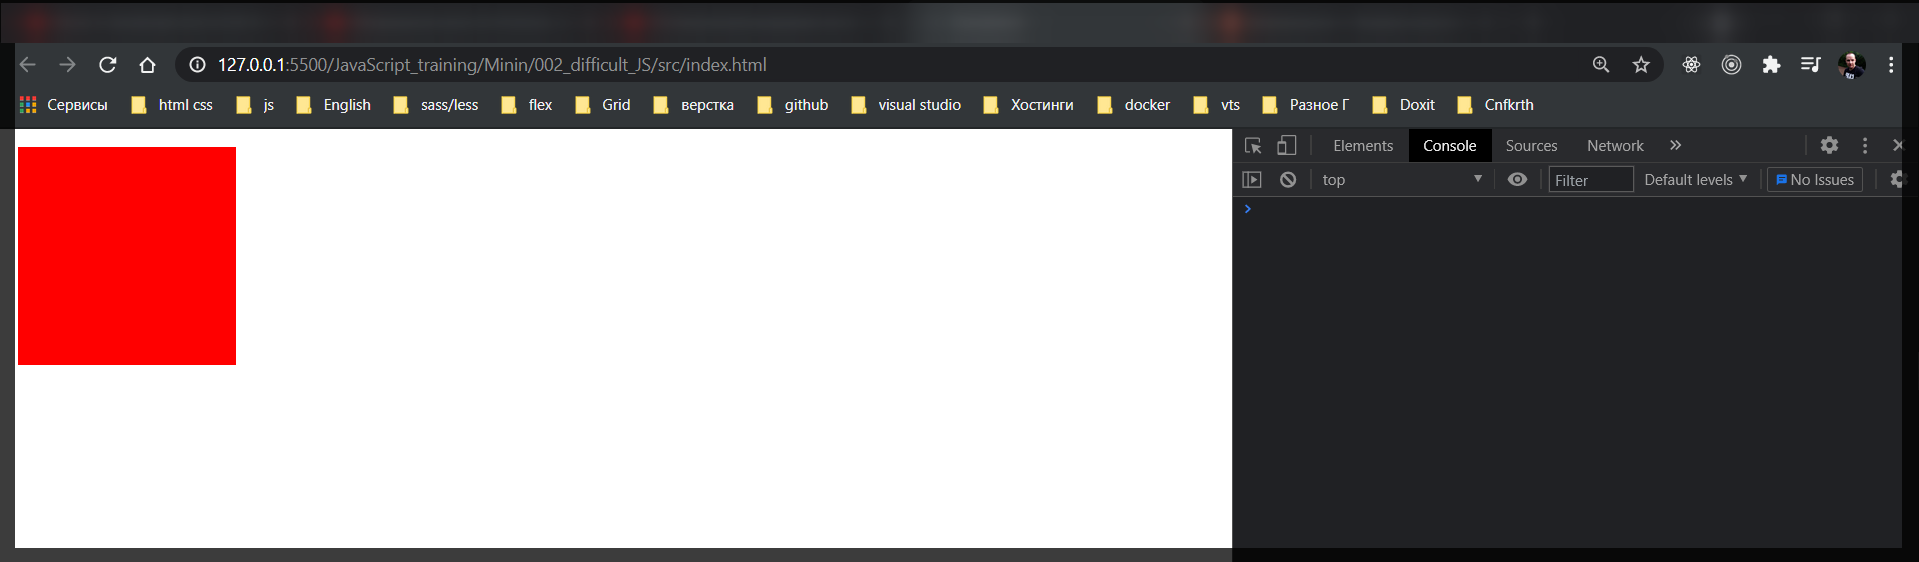 127.0.0.1:5500/JavaScript_training/Minin/002_difficult_JS/src/index.html
Сервисы html css js English sass/less flex Grid верстка github visual studio Хостинги docker vts Разное Г Doxit Cnfkrth
Elements Console Sources Network »
top Filter Default levels No Issues